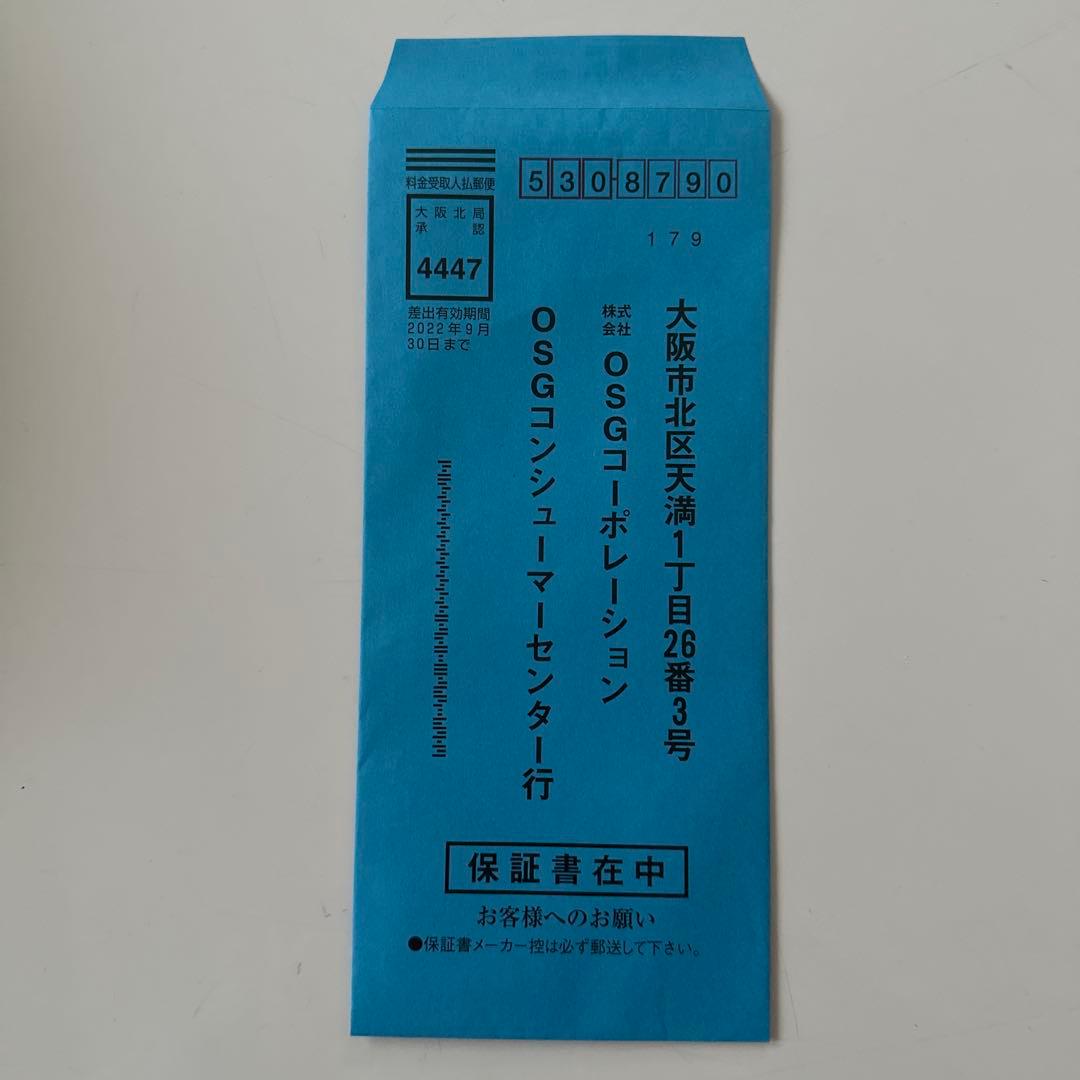 料金受取人払郵便
大阪北局
承認
4447
差出有効期間
2022年9月
30日まで
530-8790
179
大阪市北区天満1丁目26番3号
株式会社 OSGコーポレーション
OSGコンシューマーセンター行
保証書在中
お客様へのお願い
●保証書メーカー控は必ず郵送して下さい。